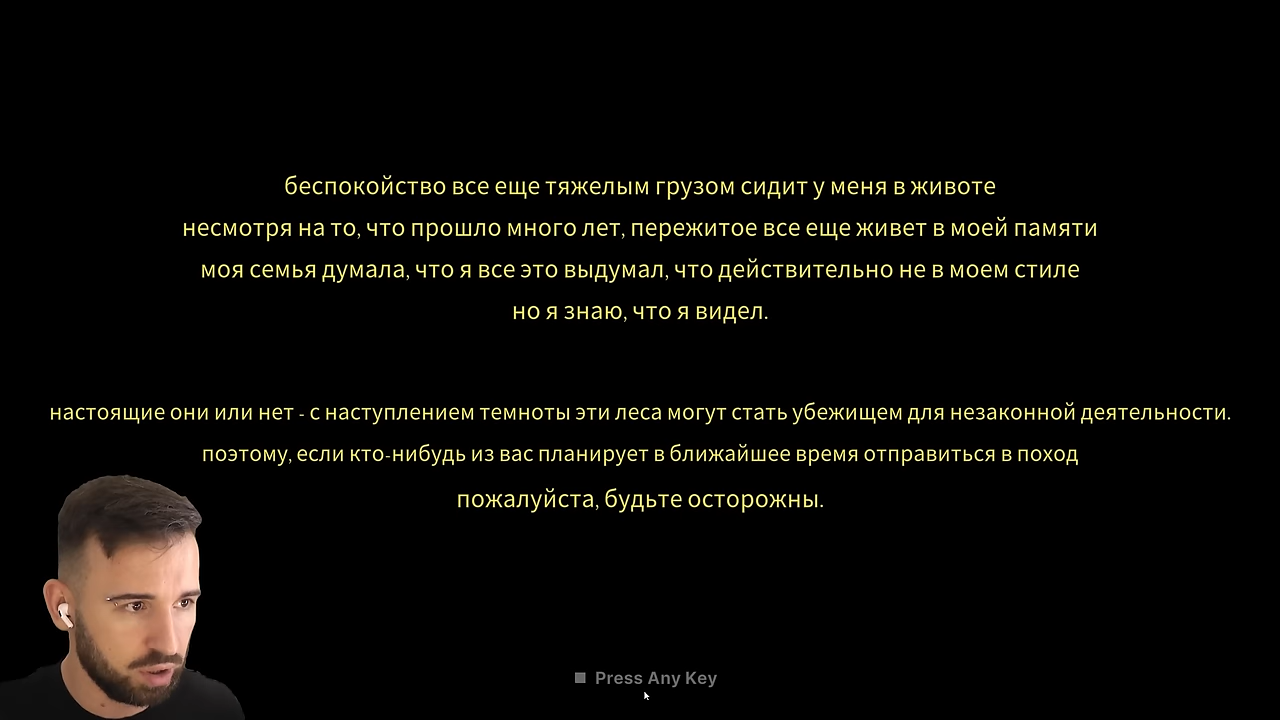 беспокойство все еще тяжелым грузом сидит у меня в животе
несмотря на то, что прошло много лет, пережитое все еще живет в моей памяти
моя семья думала, что я все это выдумал, что действительно не в моем стиле
но я знаю, что я видел.
настоящие они или нет - с наступлением темноты эти леса могут стать убежищем для незаконной деятельности.
поэтому, если кто-нибудь из вас планирует в ближайшее время отправиться в поход
пожалуйста, будьте осторожны.
Press Any Key